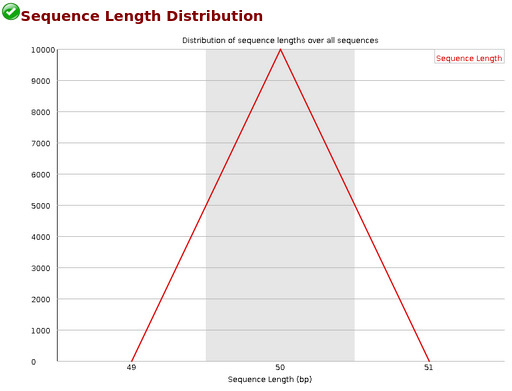 Sequence Length Distribution
Distribution of sequence lengths over all sequences
Sequence Length
10000
9000
8000
7000
6000
5000
4000
3000
2000
1000
0
49 50 51
Sequence Length (bp)